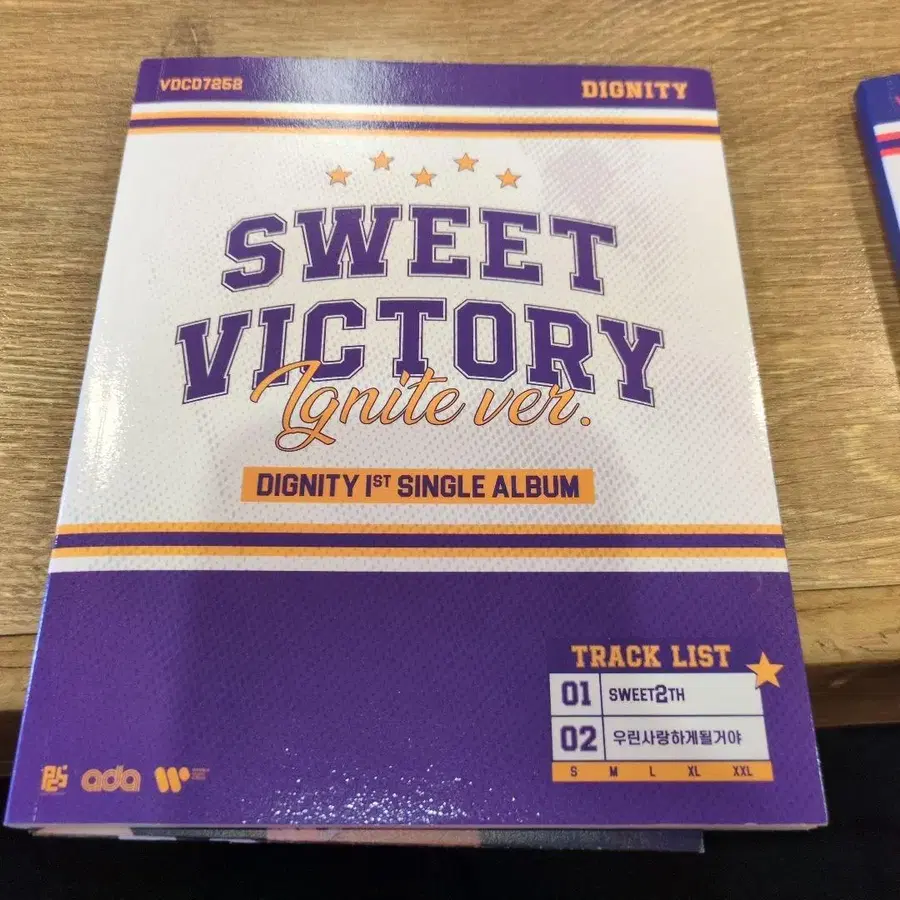 VDCD7252
DIGNITY
SWEET
VICTORY
Ignite ver.
DIGNITY 1ST SINGLE ALBUM
TRACK LIST
01 SWEET2TH
02 우린사랑하게될거야
S M L XL XXL
ada